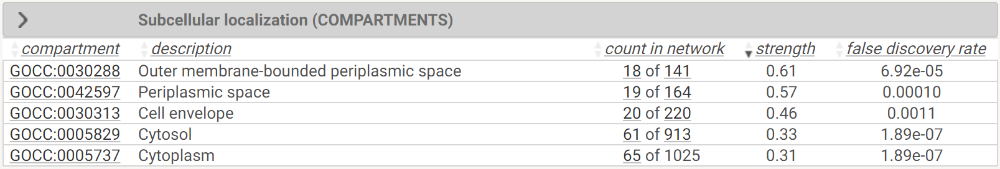 Subcellular localization (COMPARTMENTS)
compartment description count in network strength false discovery rate
GOCC:0030288 Outer membrane-bounded periplasmic space 18 of 141 0.61 6.92e-05
GOCC:0042597 Periplasmic space 19 of 164 0.57 0.00010
GOCC:0030313 Cell envelope 20 of 220 0.46 0.0011
GOCC:0005829 Cytosol 61 of 913 0.33 1.89e-07
GOCC:0005737 Cytoplasm 65 of 1025 0.31 1.89e-07